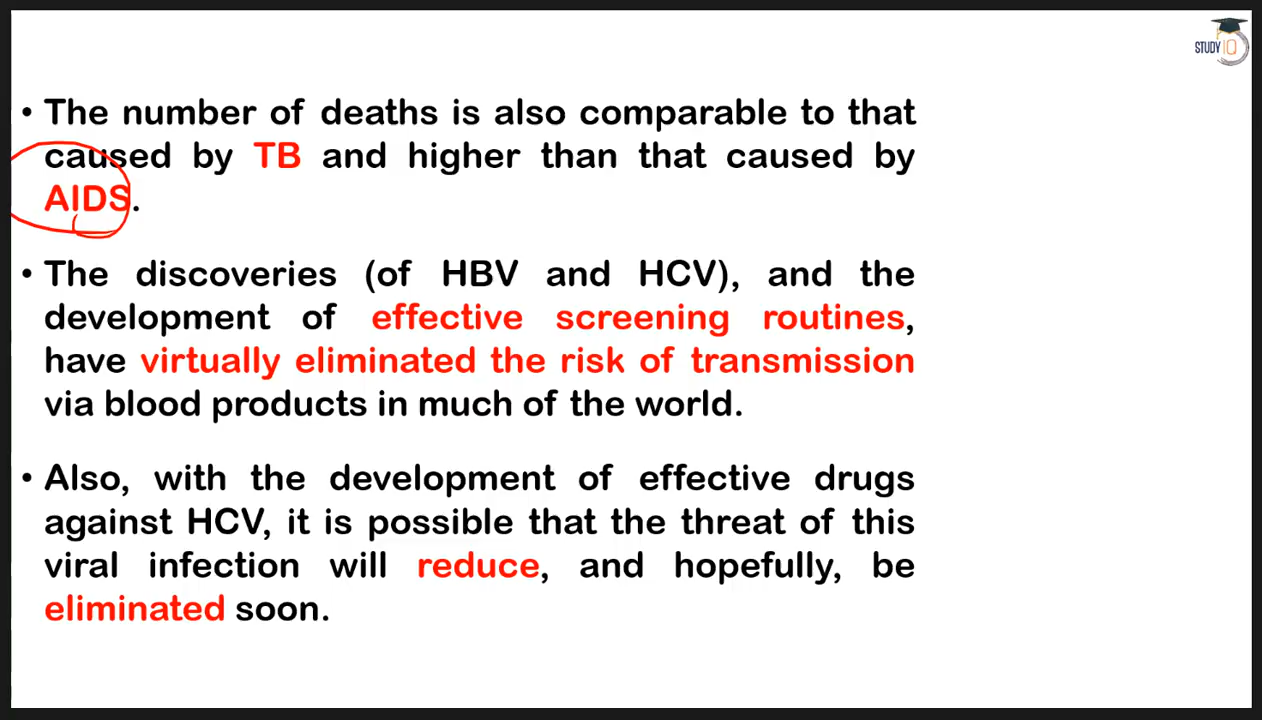 STUDY IQ
• The number of deaths is also comparable to that
caused by TB and higher than that caused by
AIDS.
• The discoveries (of HBV and HCV), and the
development of effective screening routines,
have virtually eliminated the risk of transmission
via blood products in much of the world.
• Also, with the development of effective drugs
against HCV, it is possible that the threat of this
viral infection will reduce, and hopefully, be
eliminated soon.